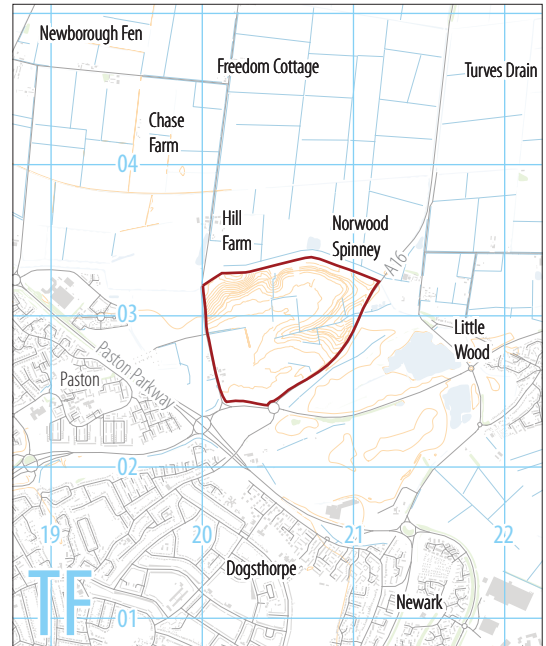 Newborough Fen
Freedom Cottage
Turves Drain
Chase
Farm
04
Hill
Farm
Norwood
Spinney
A16
03
Little
Wood
Paston Parkway
Paston
02
19
20
21
22
Dogsthorpe
TF
Newark
01